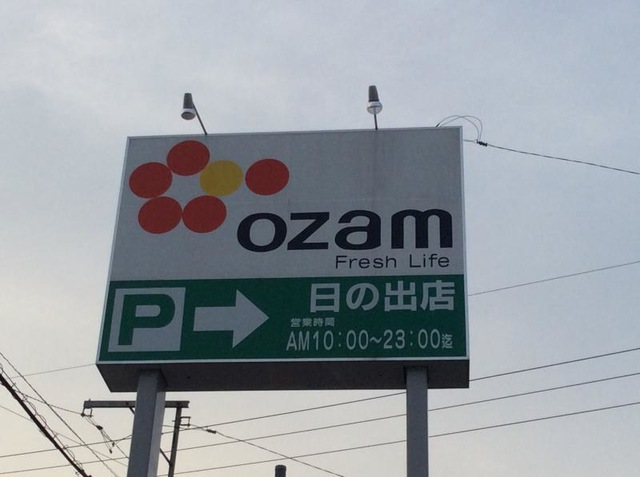 ozam
Fresh Life
P → 日の出店
営業時間
AM10:00～23:00迄